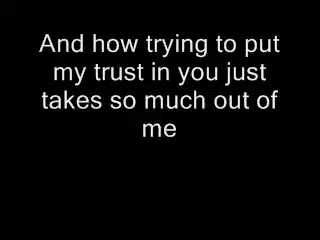 And how trying to put
my trust in you just
takes so much out of
me